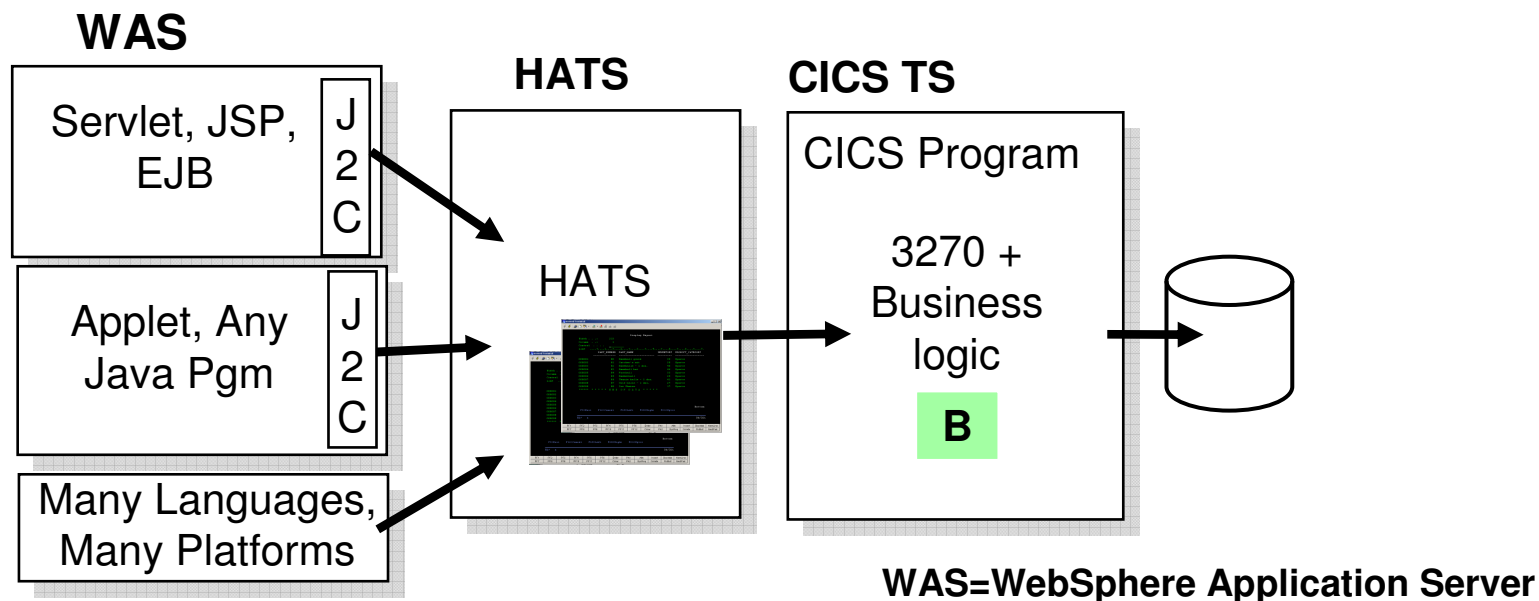 WAS
Servlet, JSP,
EJB
J
2
C
Applet, Any
Java Pgm
J
2
C
Many Languages,
Many Platforms
HATS
HATS
CICS TS
CICS Program
3270 +
Business
logic
B
WAS=WebSphere Application Server